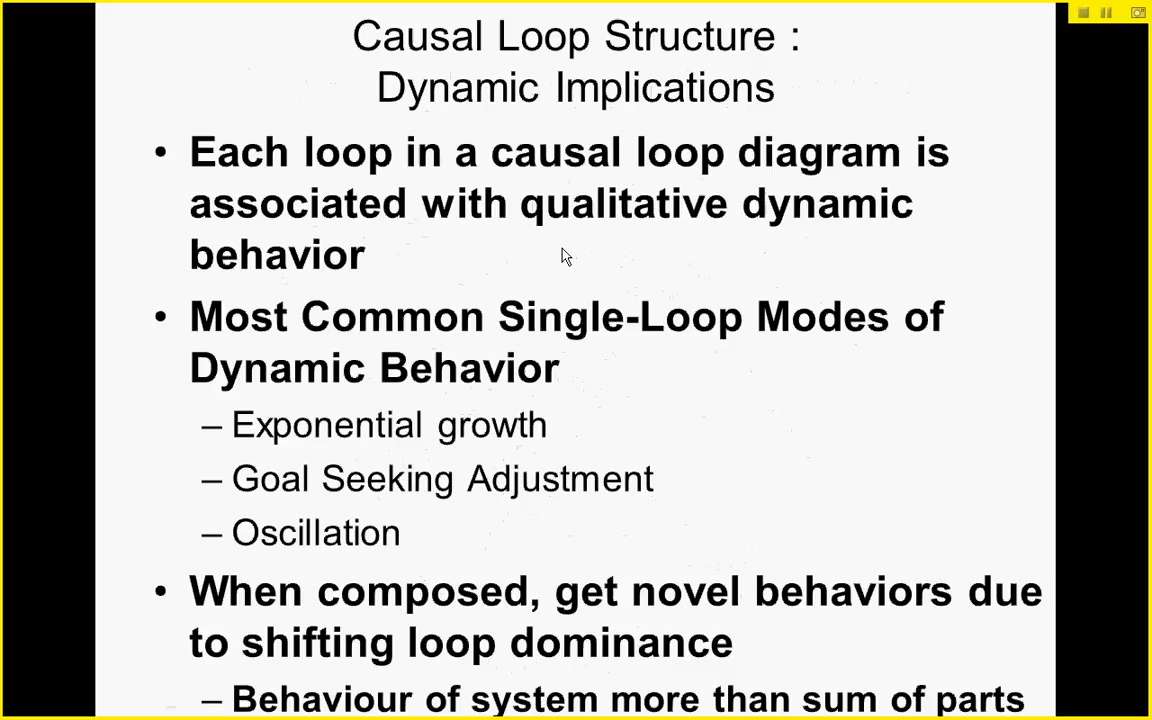 Causal Loop Structure :
Dynamic Implications
• Each loop in a causal loop diagram is
associated with qualitative dynamic
behavior
• Most Common Single-Loop Modes of
Dynamic Behavior
– Exponential growth
– Goal Seeking Adjustment
– Oscillation
• When composed, get novel behaviors due
to shifting loop dominance
– Behaviour of system more than sum of parts